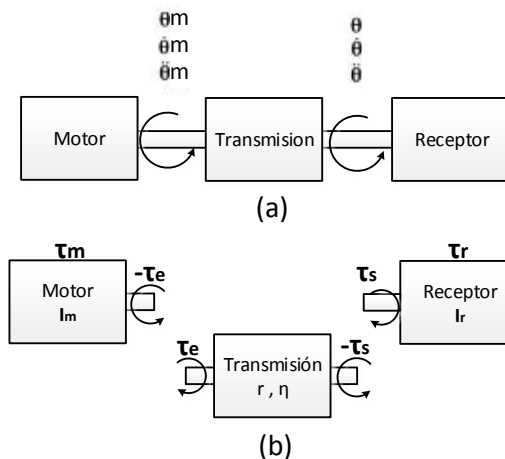 θm θ
θ̇m θ̇
θ̈m θ̈
Motor Transmision Receptor
(a)
τm τr
-τe τs
Motor Receptor
Im Ir
τe -τs
Transmisión
r , η
(b)